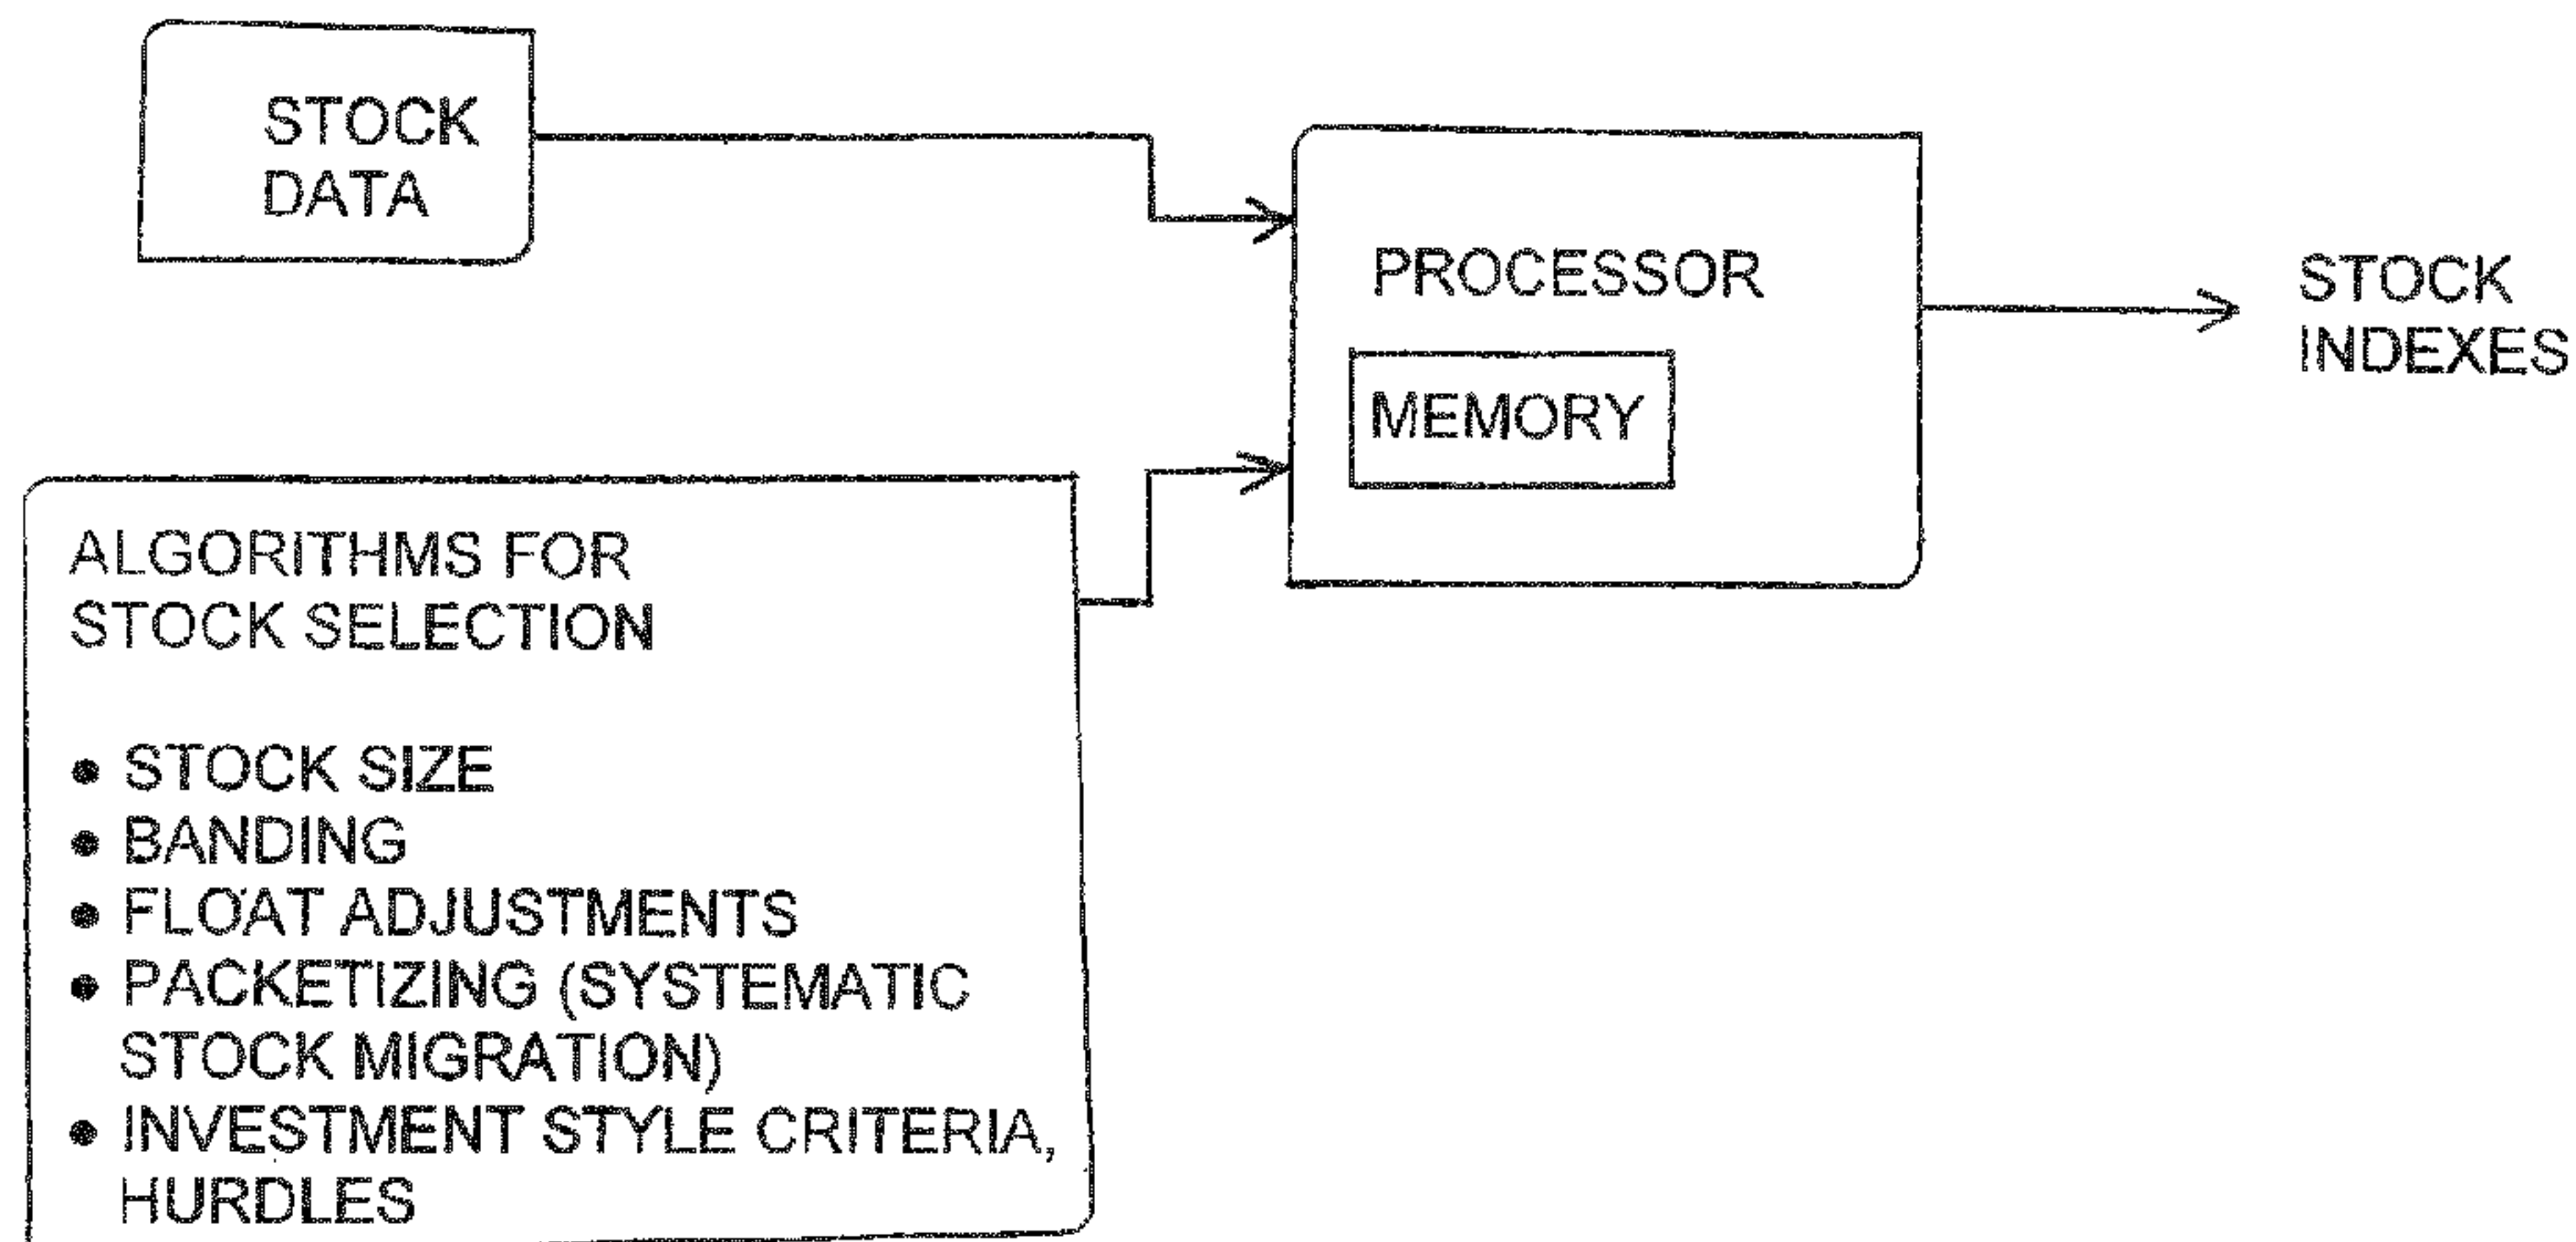 STOCK
DATA
PROCESSOR
MEMORY
STOCK
INDEXES
ALGORITHMS FOR
STOCK SELECTION
• STOCK SIZE
• BANDING
• FLOAT ADJUSTMENTS
• PACKETIZING (SYSTEMATIC
STOCK MIGRATION)
• INVESTMENT STYLE CRITERIA,
HURDLES